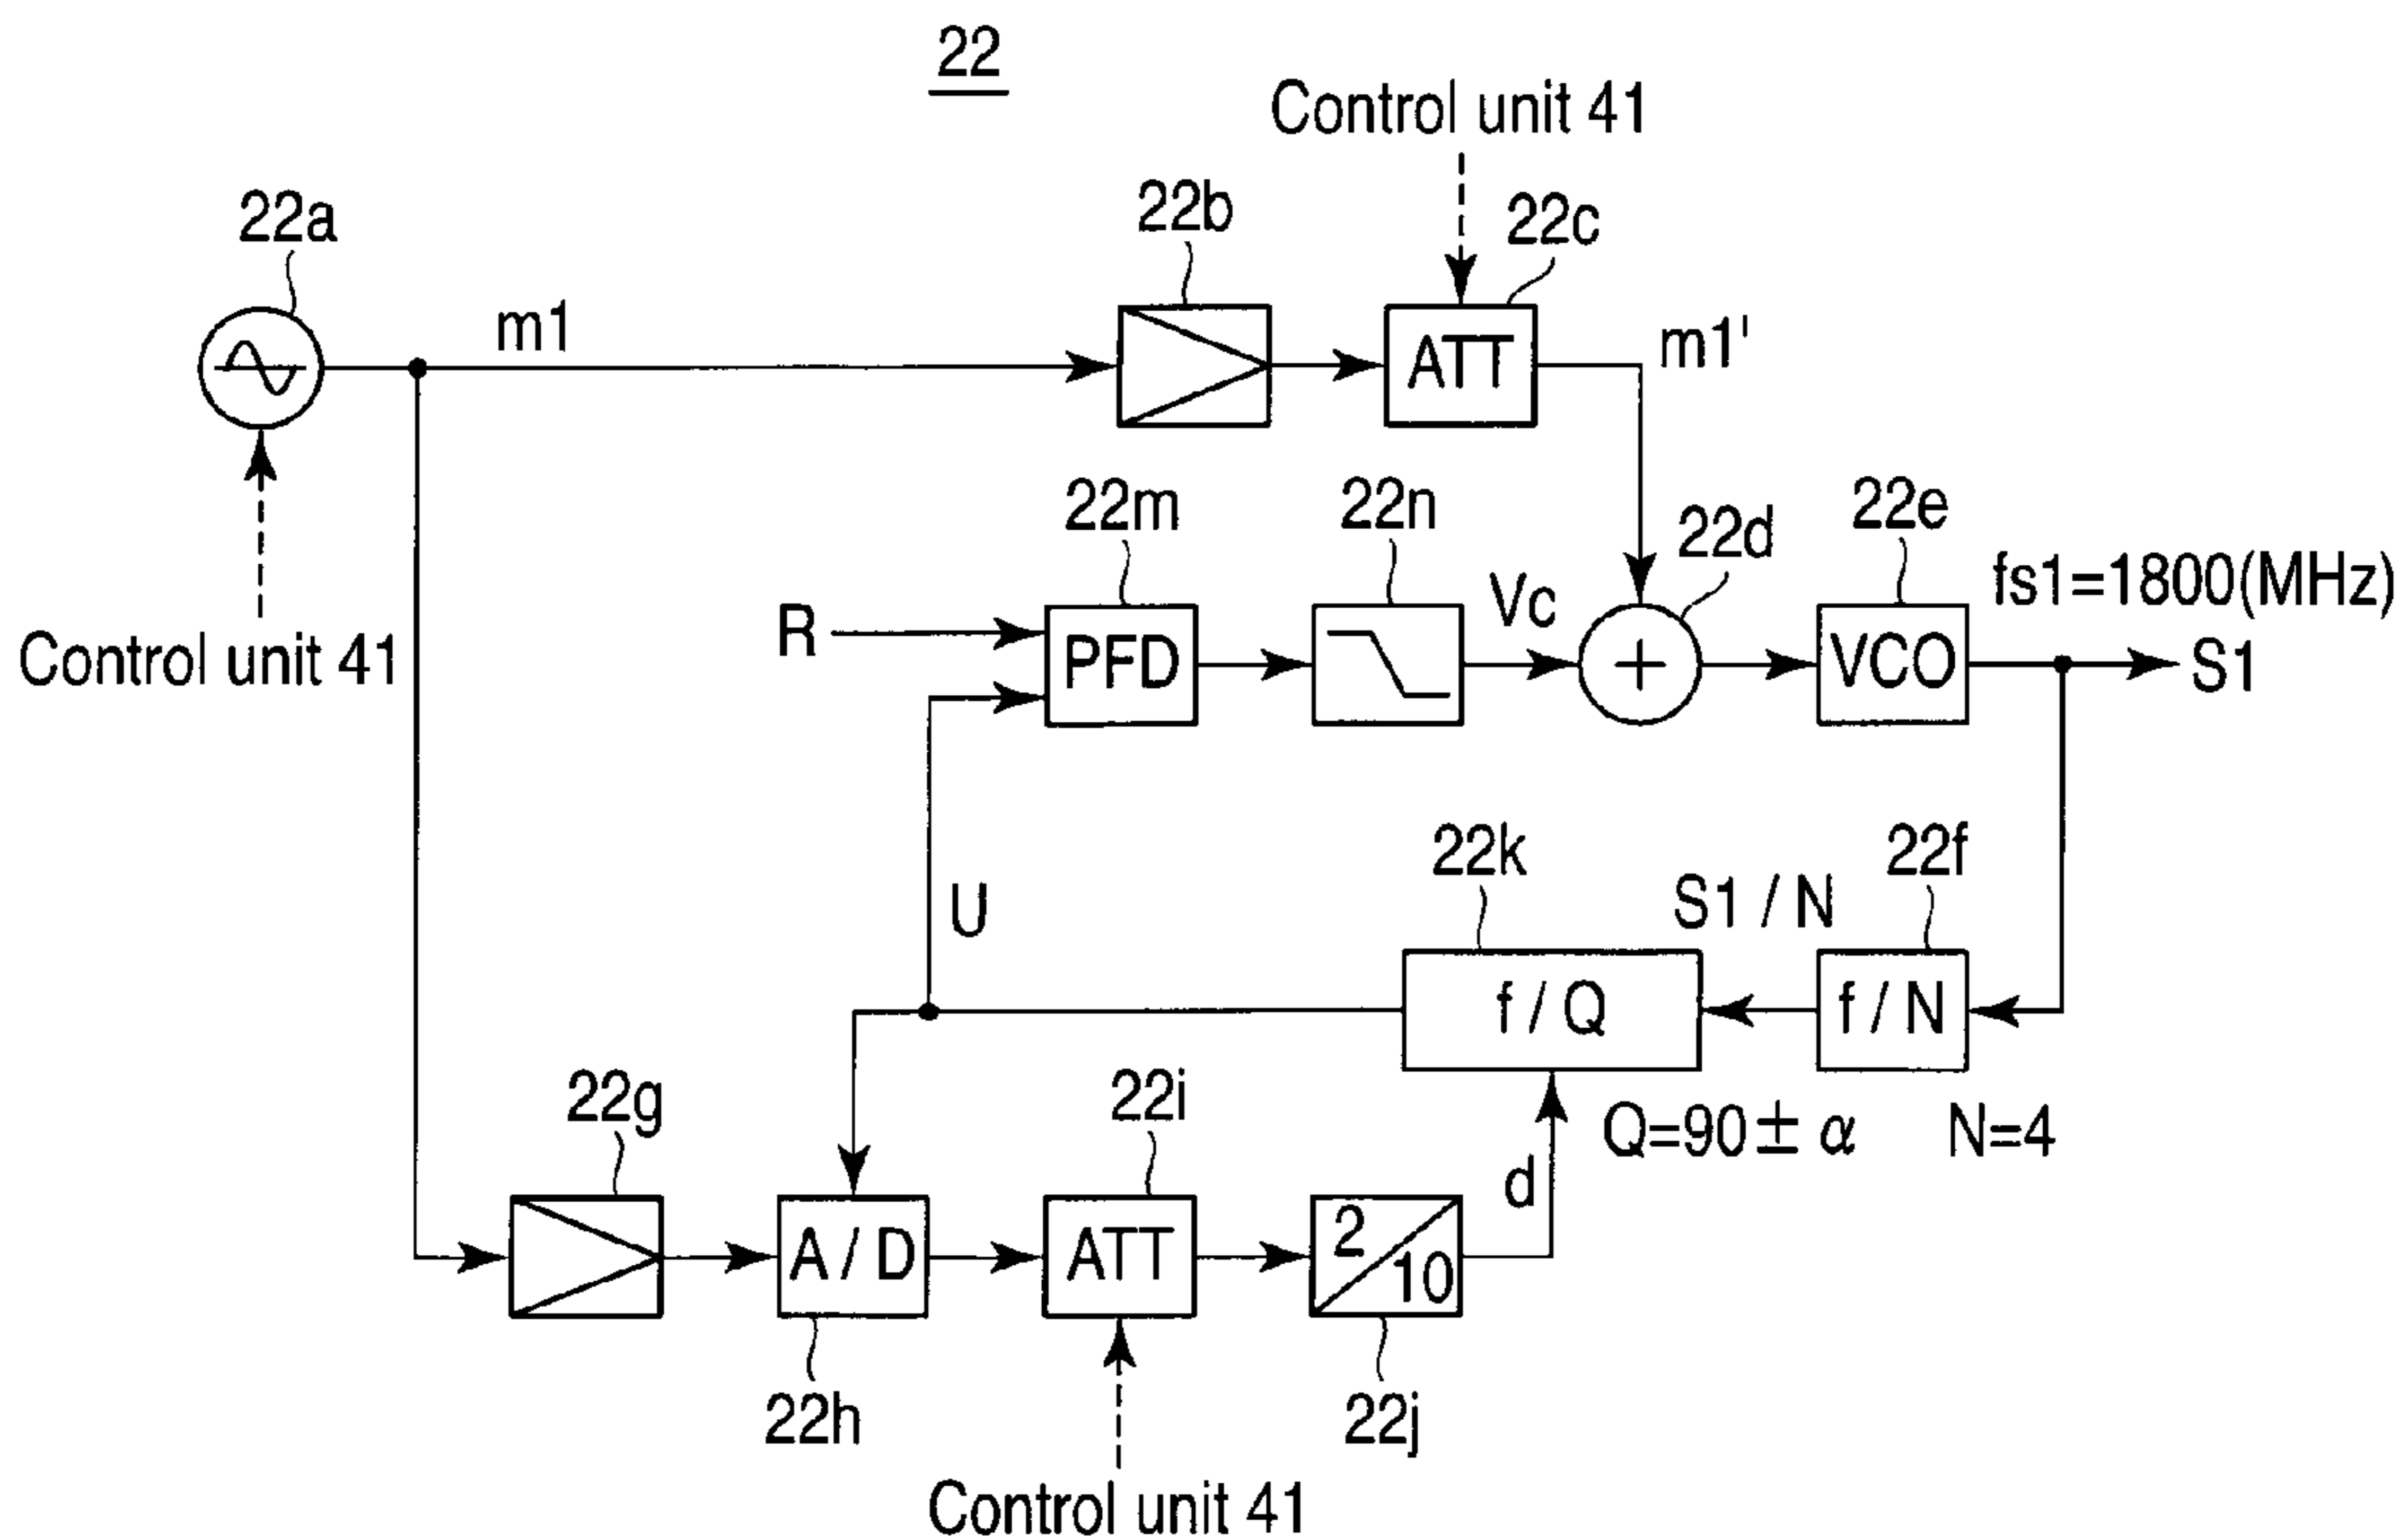 22
Control unit 41
22a
22b
22c
m1
ATT
m1'
Control unit 41
22m
22n
22d
22e
R
PFD
Vc
+
VCO
fs1=1800(MHz)
S1
U
22k
S1 / N
22f
f / Q
f / N
Q=90 ± α
N=4
22g
22i
d
A / D
ATT
2/10
22h
22j
Control unit 41